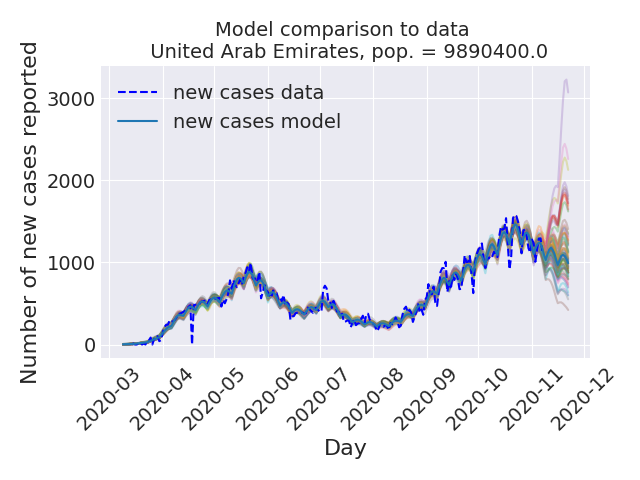 Model comparison to data
United Arab Emirates, pop. = 9890400.0
Number of new cases reported
3000
2000
1000
0
new cases data
new cases model
2020-03
2020-04
2020-05
2020-06
2020-07
2020-08
2020-09
2020-10
2020-11
2020-12
Day